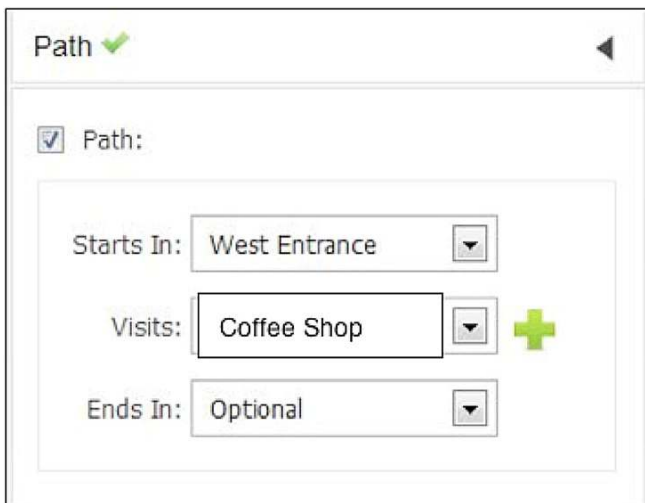 Path
Path:
Starts In: West Entrance
Visits: Coffee Shop
Ends In: Optional